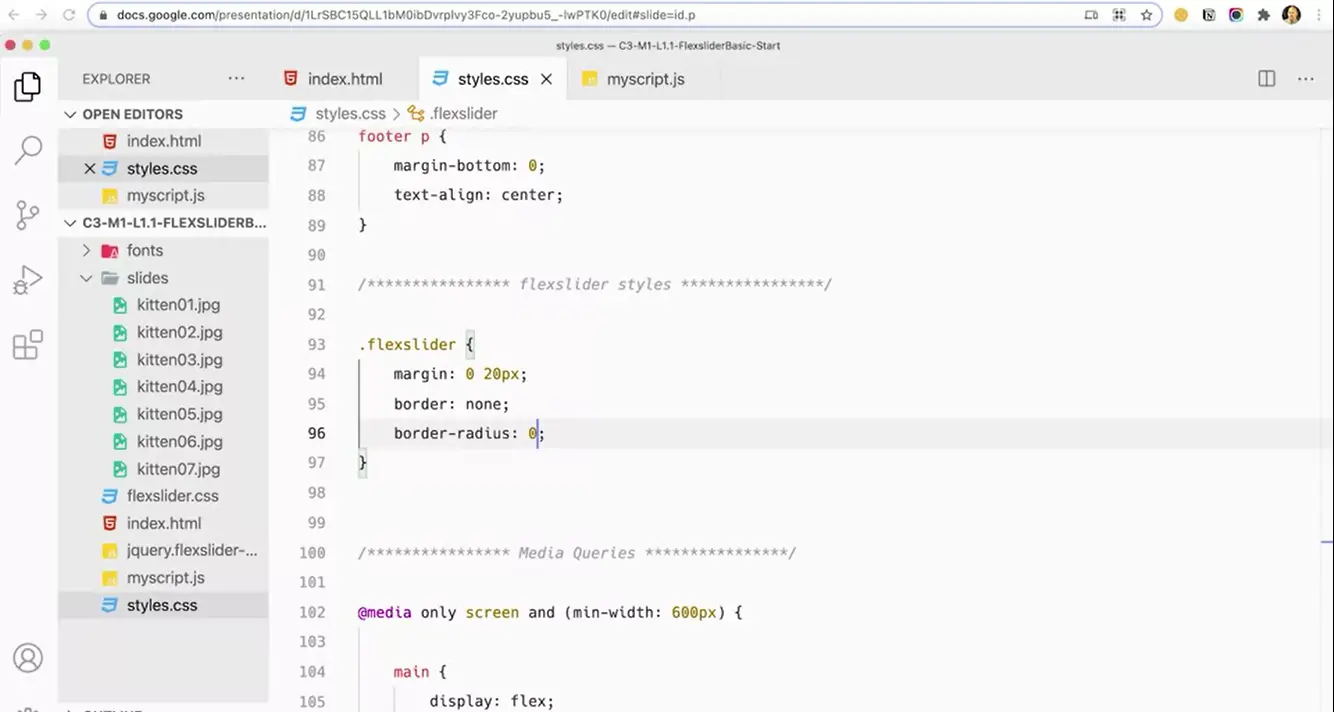 docs.google.com/presentation/d/1LrSBC15QLL1bM0ibDvrpIvy3Fco-2yupbu5_-lwPTK0/edit#slide=id.p
styles.css — C3-M1-L1.1-FlexsliderBasic-Start
EXPLORER
index.html
styles.css
myscript.js
OPEN EDITORS
index.html
styles.css
myscript.js
C3-M1-L1.1-FLEXSLIDERB...
fonts
slides
kitten01.jpg
kitten02.jpg
kitten03.jpg
kitten04.jpg
kitten05.jpg
kitten06.jpg
kitten07.jpg
flexslider.css
index.html
jquery.flexslider-...
myscript.js
styles.css
styles.css > .flexslider
86 footer p {
87 margin-bottom: 0;
88 text-align: center;
89 }
90
91 /**************** flexslider styles ****************/
92
93 .flexslider {
94 margin: 0 20px;
95 border: none;
96 border-radius: 0;
97 }
98
99
100 /**************** Media Queries ****************/
101
102 @media only screen and (min-width: 600px) {
103
104 main {
105 display: flex;